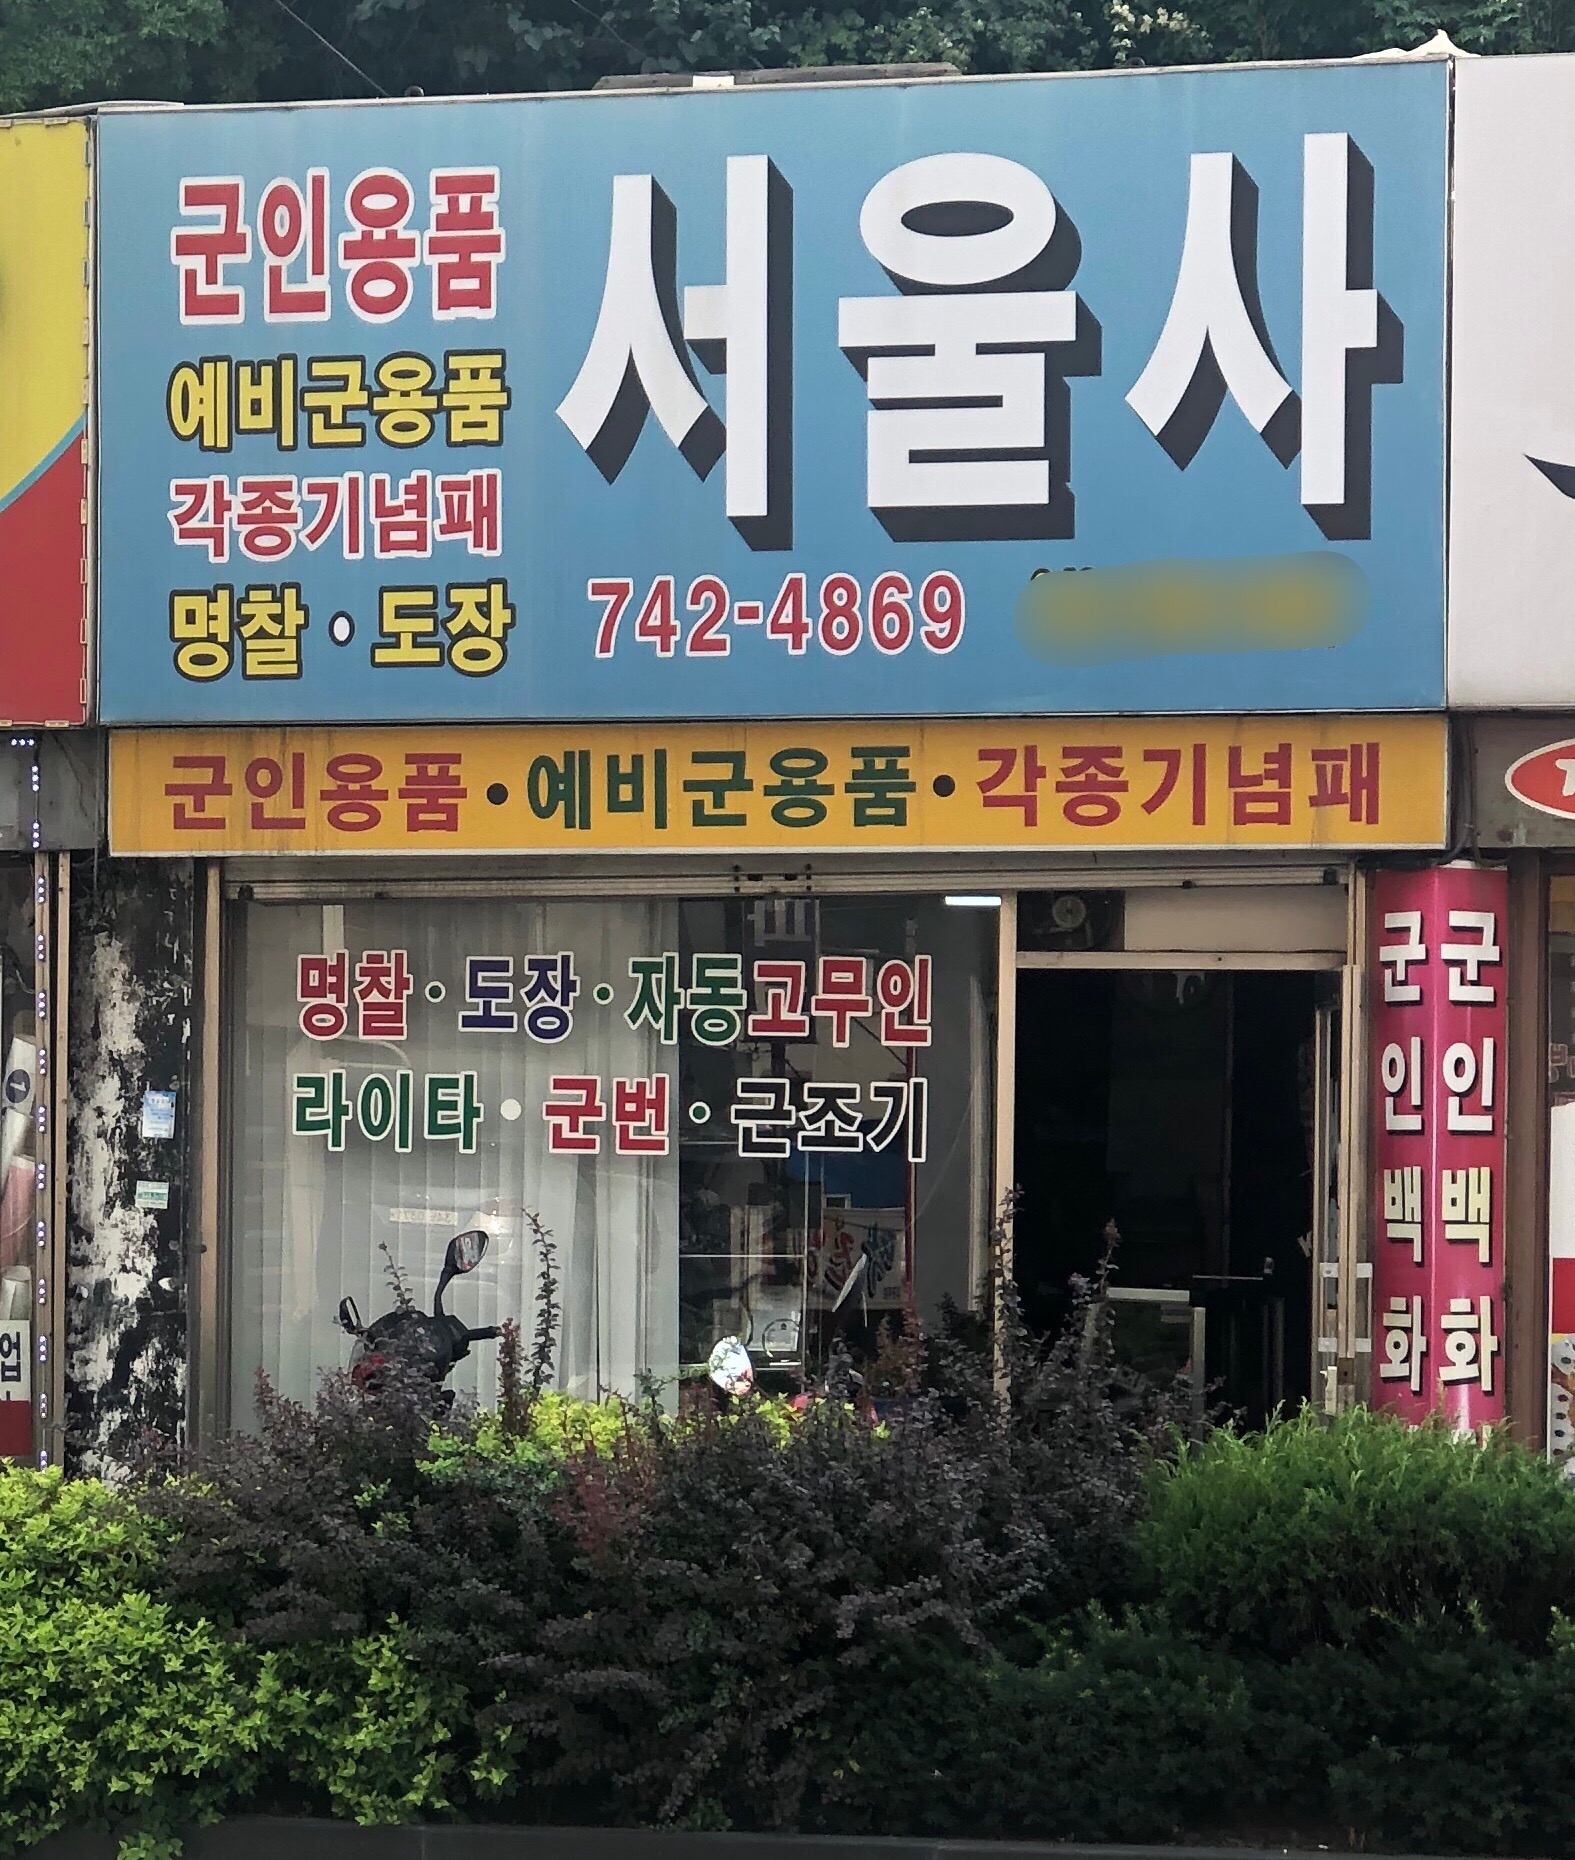 군인용품
예비군용품
각종기념패
명찰·도장
서울사
742-4869
군인용품·예비군용품·각종기념패
명찰·도장·자동고무인
라이타·군번·근조기
군인백화
군인백화
업